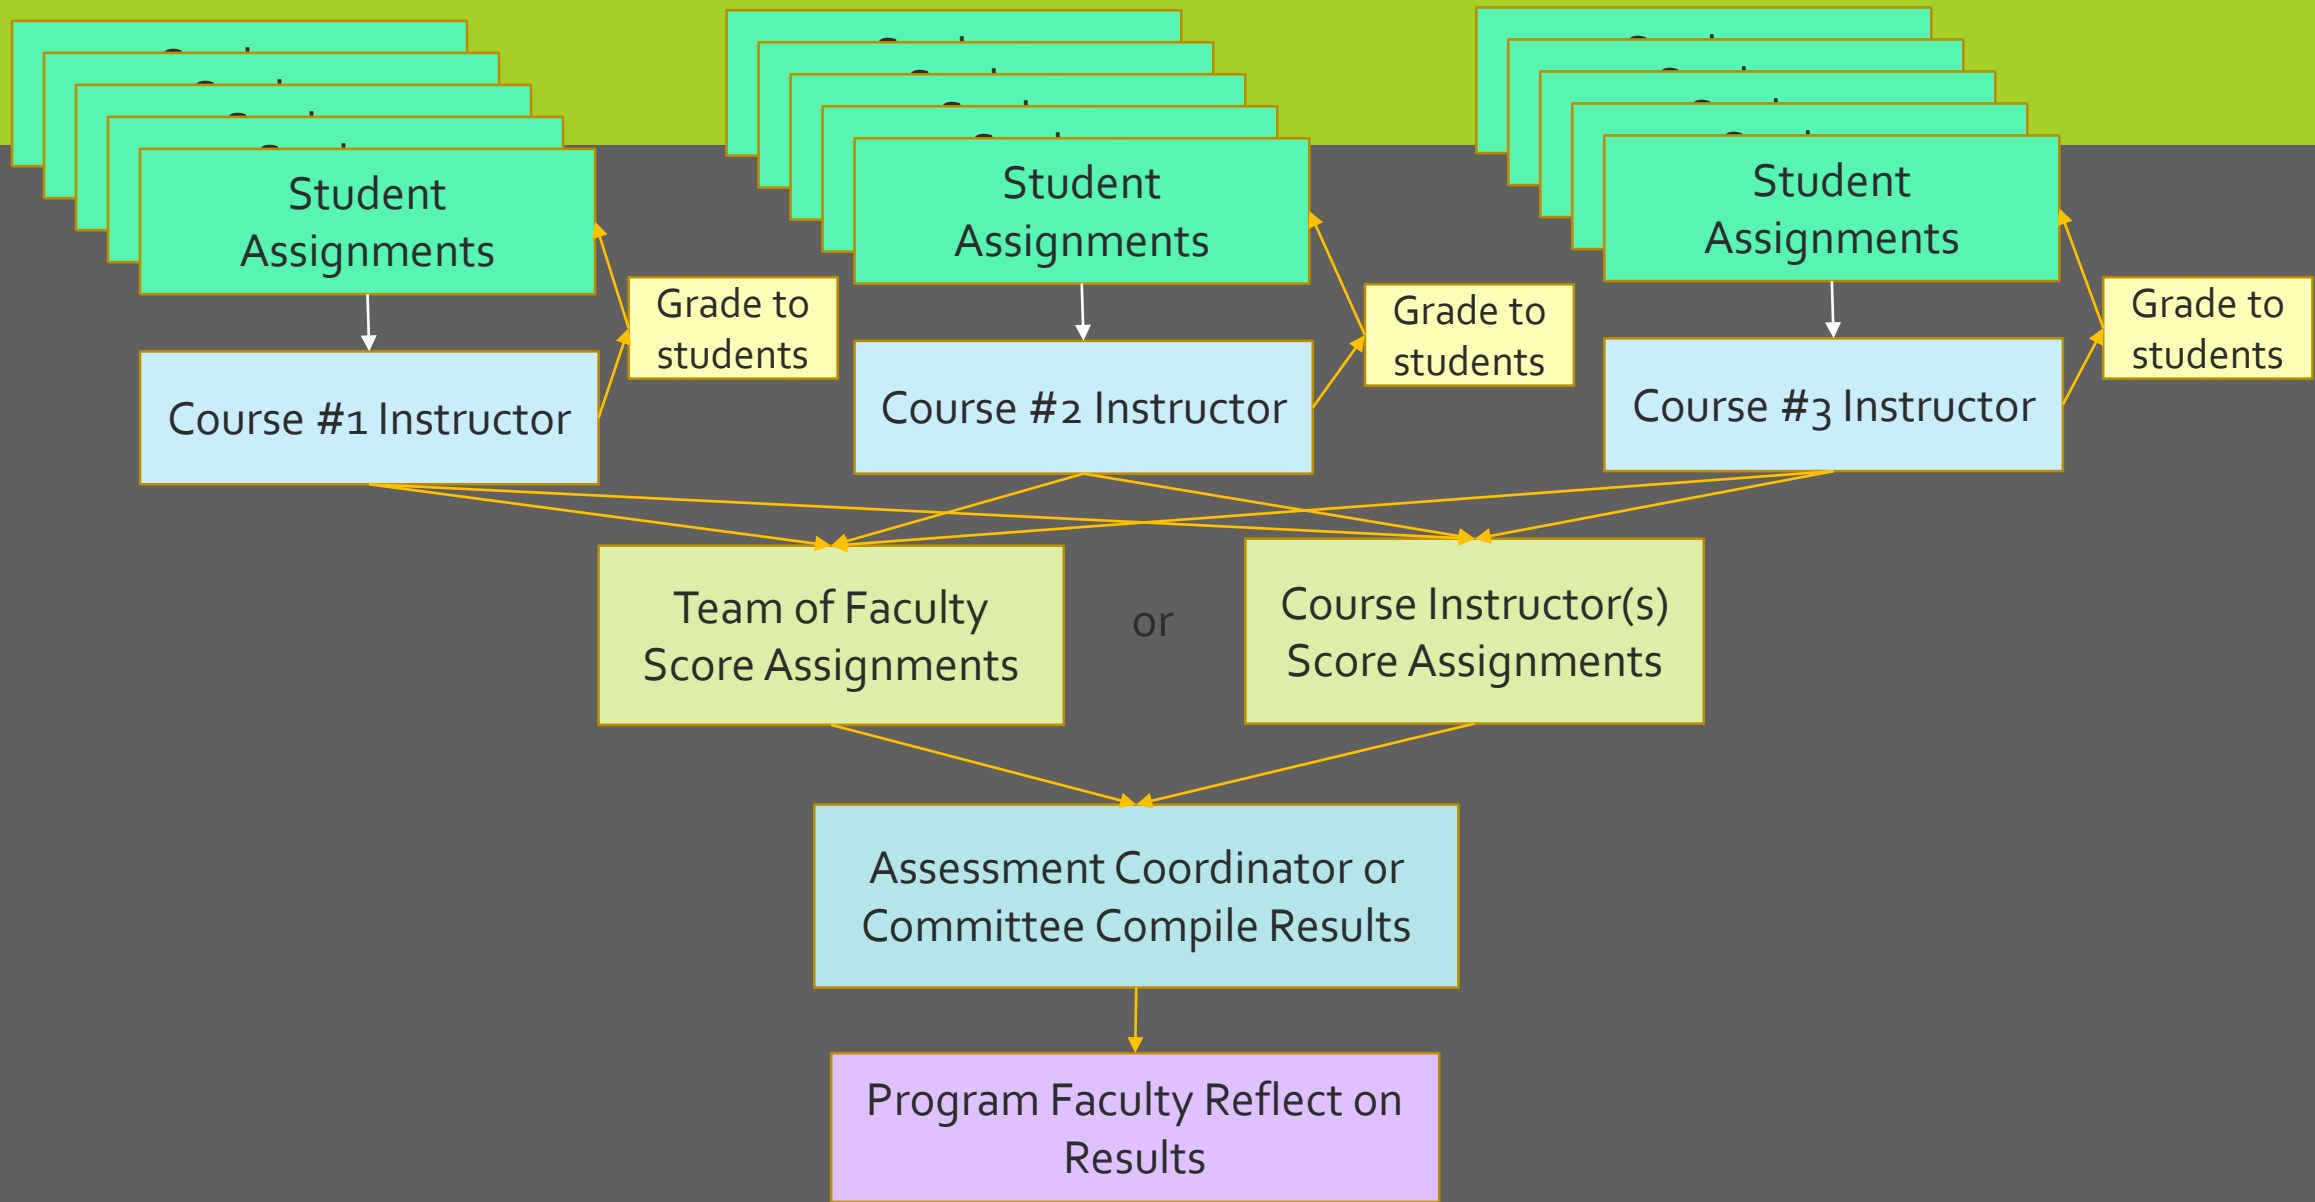 Student
Assignments
Student
Assignments
Student
Assignments
Grade to
students
Grade to
students
Grade to
students
Course #1 Instructor
Course #2 Instructor
Course #3 Instructor
Team of Faculty
Score Assignments
or
Course Instructor(s)
Score Assignments
Assessment Coordinator or
Committee Compile Results
Program Faculty Reflect on
Results